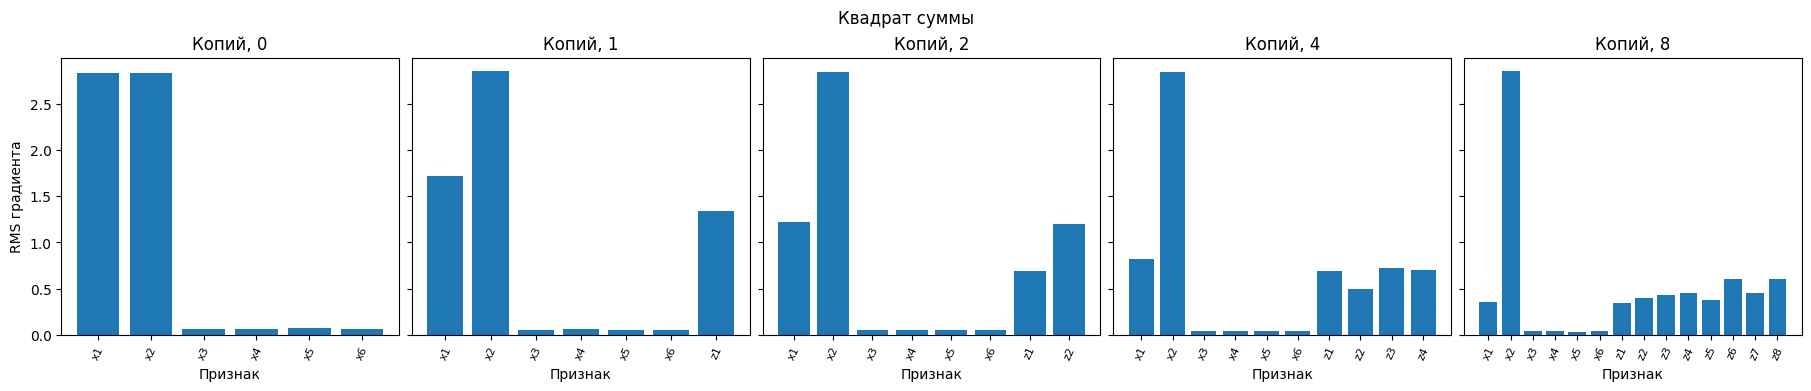 Квадрат суммы
Копий, 0
Копий, 1
Копий, 2
Копий, 4
Копий, 8
RMS градиента
2.5
2.0
1.5
1.0
0.5
0.0
x1 x2 x3 x4 x5 x6
x1 x2 x3 x4 x5 x6 z1
x1 x2 x3 x4 x5 x6 z1 z2
x1 x2 x3 x4 x5 x6 z1 z2 z3 z4
x1 x2 x3 x4 x5 x6 z1 z2 z3 z4 z5 z6 z7 z8
Признак
Признак
Признак
Признак
Признак